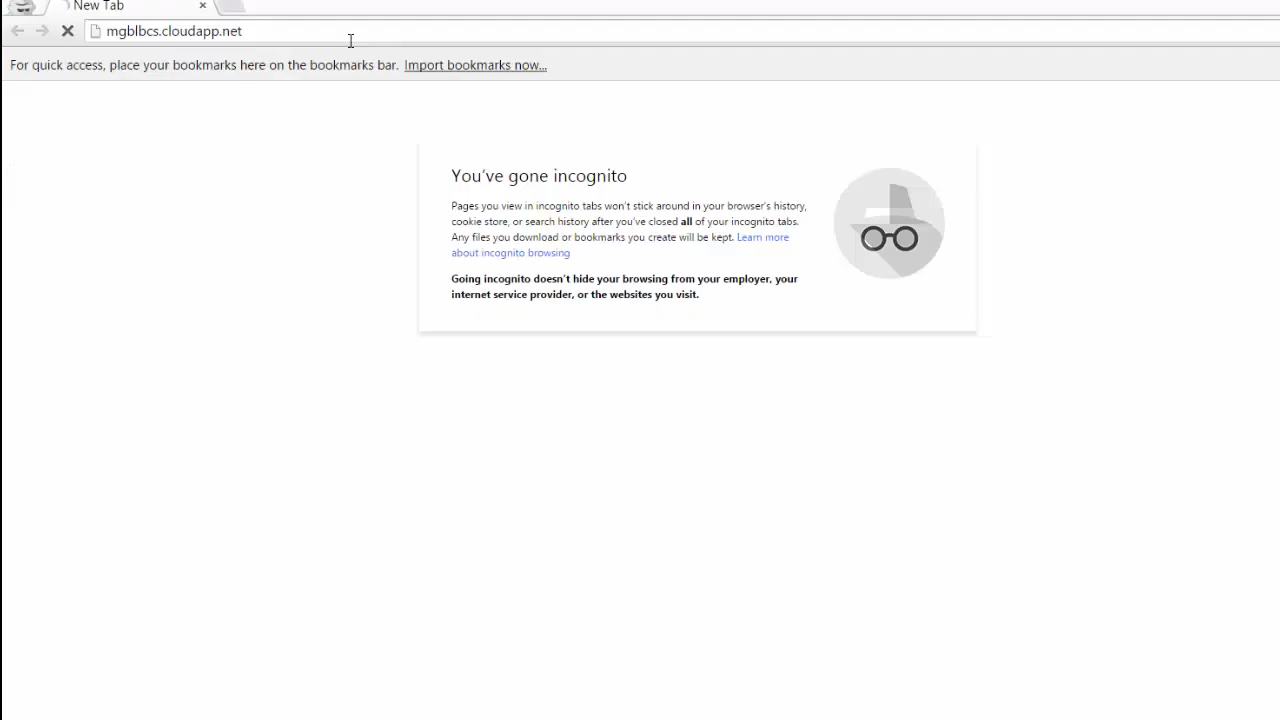 New Tab
mgblbcs.cloudapp.net
For quick access, place your bookmarks here on the bookmarks bar. Import bookmarks now...
You've gone incognito
Pages you view in incognito tabs won't stick around in your browser's history,
cookie store, or search history after you've closed all of your incognito tabs.
Any files you download or bookmarks you create will be kept. Learn more
about incognito browsing
Going incognito doesn't hide your browsing from your employer, your
internet service provider, or the websites you visit.